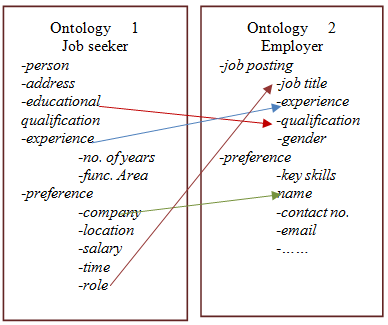 Ontology 1
Job seeker
-person
-address
-educational
qualification
-experience
-no. of years
-func. Area
-preference
-company
-location
-salary
-time
-role
Ontology 2
Employer
-job posting
-job title
-experience
-qualification
-gender
-preference
-key skills
name
-contact no.
-email
-……